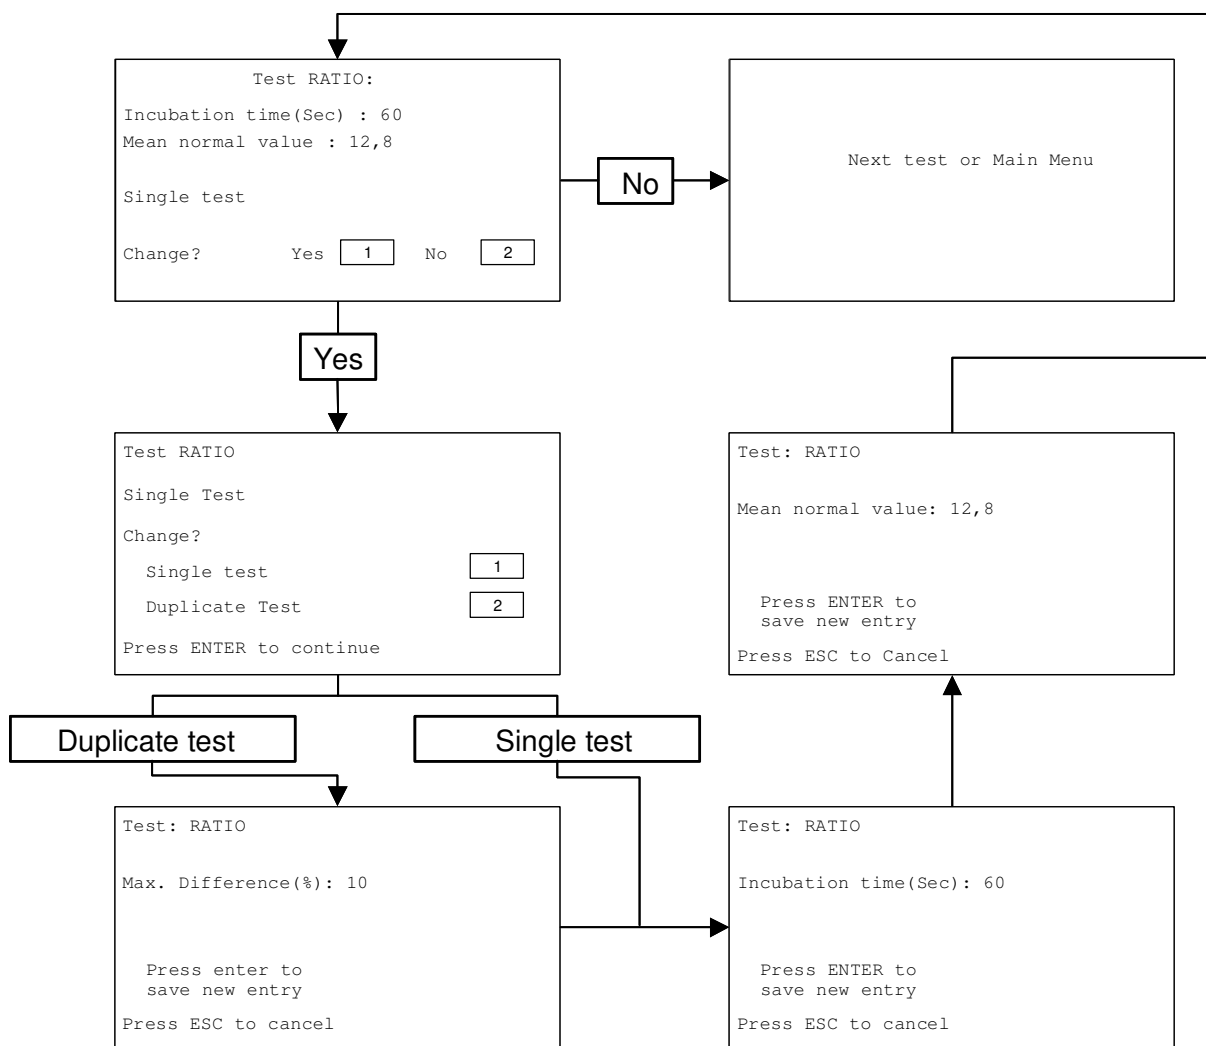 Test RATIO:
Incubation time(Sec) : 60
Mean normal value : 12,8
Single test
Change? Yes 1 No 2
No
Next test or Main Menu
Yes
Test RATIO
Single Test
Change?
Single test 1
Duplicate Test 2
Press ENTER to continue
Test: RATIO
Mean normal value: 12,8
Press ENTER to
save new entry
Press ESC to Cancel
Duplicate test
Single test
Test: RATIO
Max. Difference(%): 10
Press enter to
save new entry
Press ESC to cancel
Test: RATIO
Incubation time(Sec): 60
Press ENTER to
save new entry
Press ESC to cancel